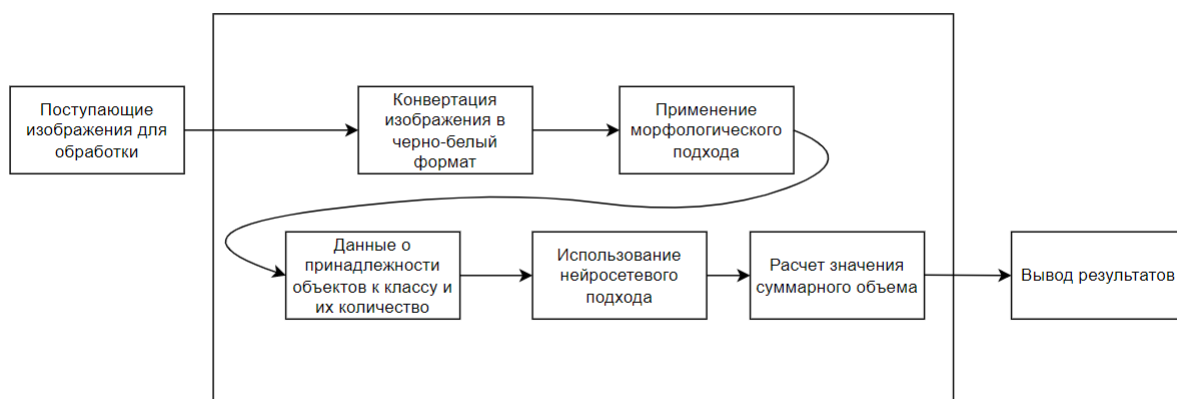 Поступающие
изображения для
обработки
Конвертация
изображения в
черно-белый
формат
Применение
морфологического
подхода
Данные о
принадлежности
объектов к классу и
их количество
Использование
нейросетевого
подхода
Расчет значения
суммарного объема
Вывод результатов